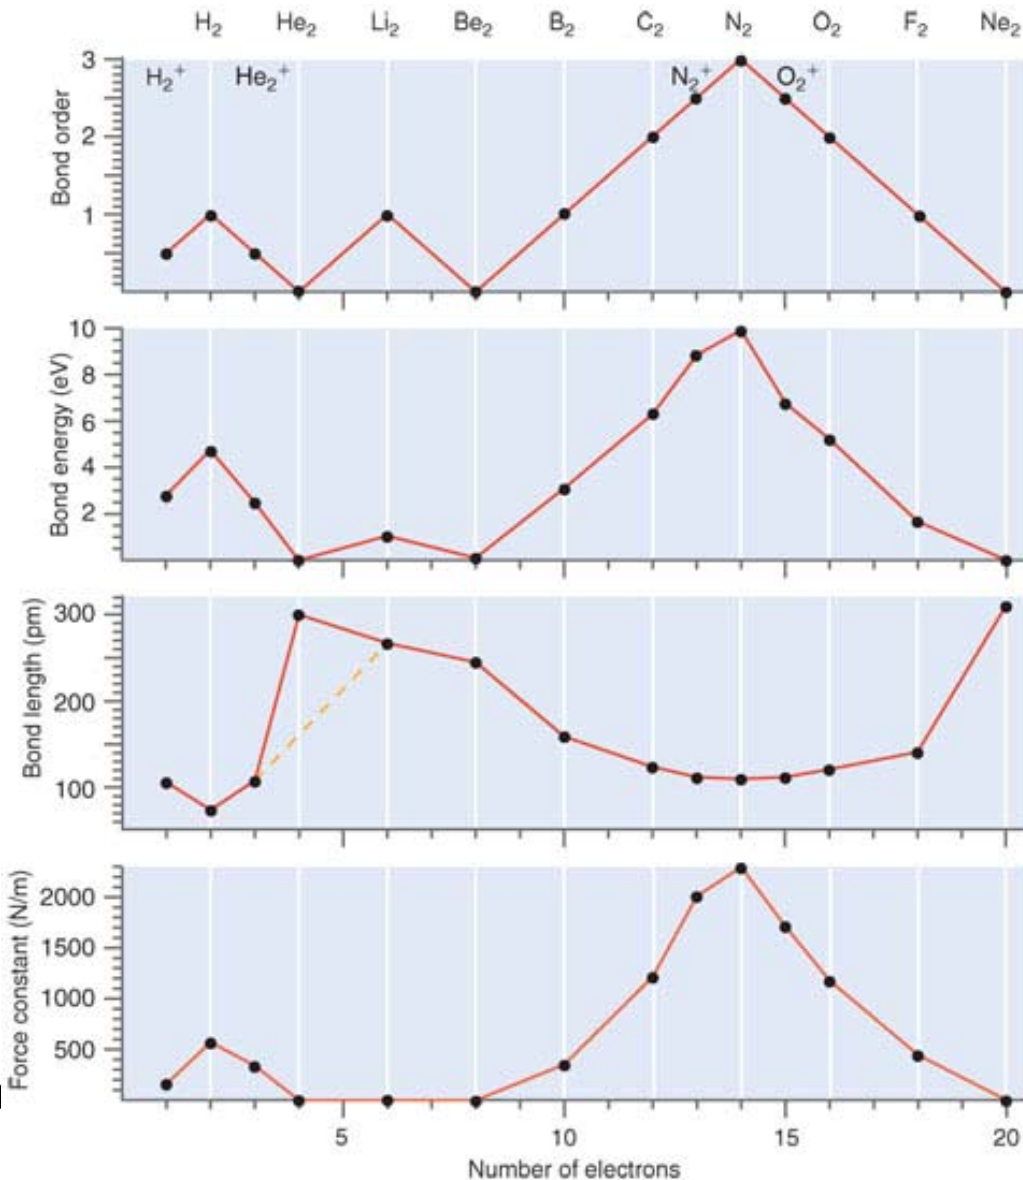 H₂ He₂ Li₂ Be₂ B₂ C₂ N₂ O₂ F₂ Ne₂
3
H₂⁺ He₂⁺ N₂⁺ O₂⁺
2
1
Bond order
10
8
6
4
2
Bond energy (eV)
300
200
100
Bond length (pm)
2000
1500
1000
500
Force constant (N/m)
5 10 15 20
Number of electrons